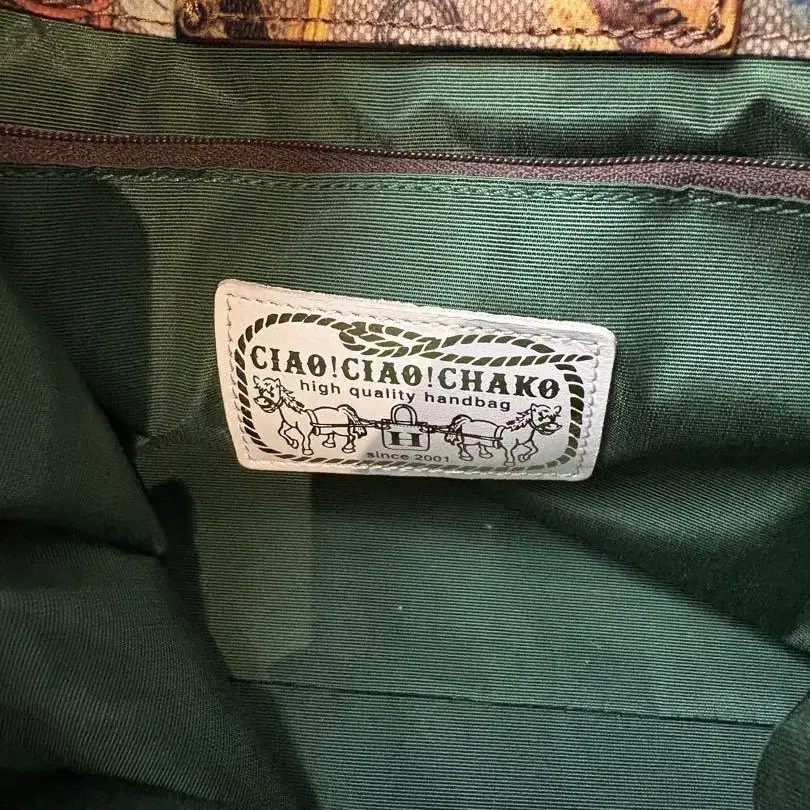 CIAO!CIAO!CHAKO
high quality handbag
H
since 2001